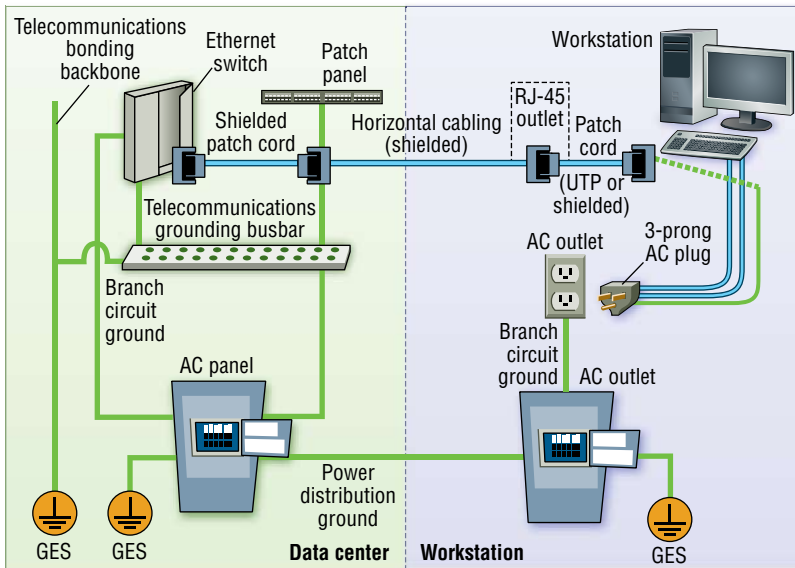 Telecommunications
bonding
backbone
Ethernet
switch
Patch
panel
Workstation
Shielded
patch cord
Horizontal cabling
(shielded)
RJ-45
outlet
Patch
cord
(UTP or
shielded)
Telecommunications
grounding busbar
AC outlet
3-prong
AC plug
Branch
circuit
ground
Branch
circuit
ground
AC panel
AC outlet
Power
distribution
ground
GES
GES
Data center
Workstation
GES